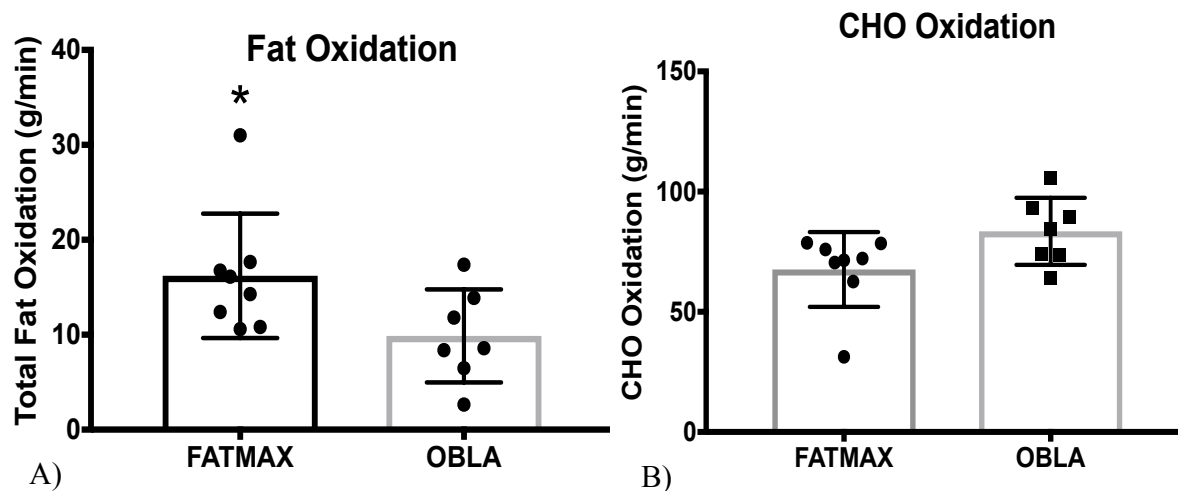 Fat Oxidation
Total Fat Oxidation (g/min)
40
30
20
10
0
*
FATMAX
OBLA
A)
CHO Oxidation
CHO Oxidation (g/min)
150
100
50
0
FATMAX
OBLA
B)